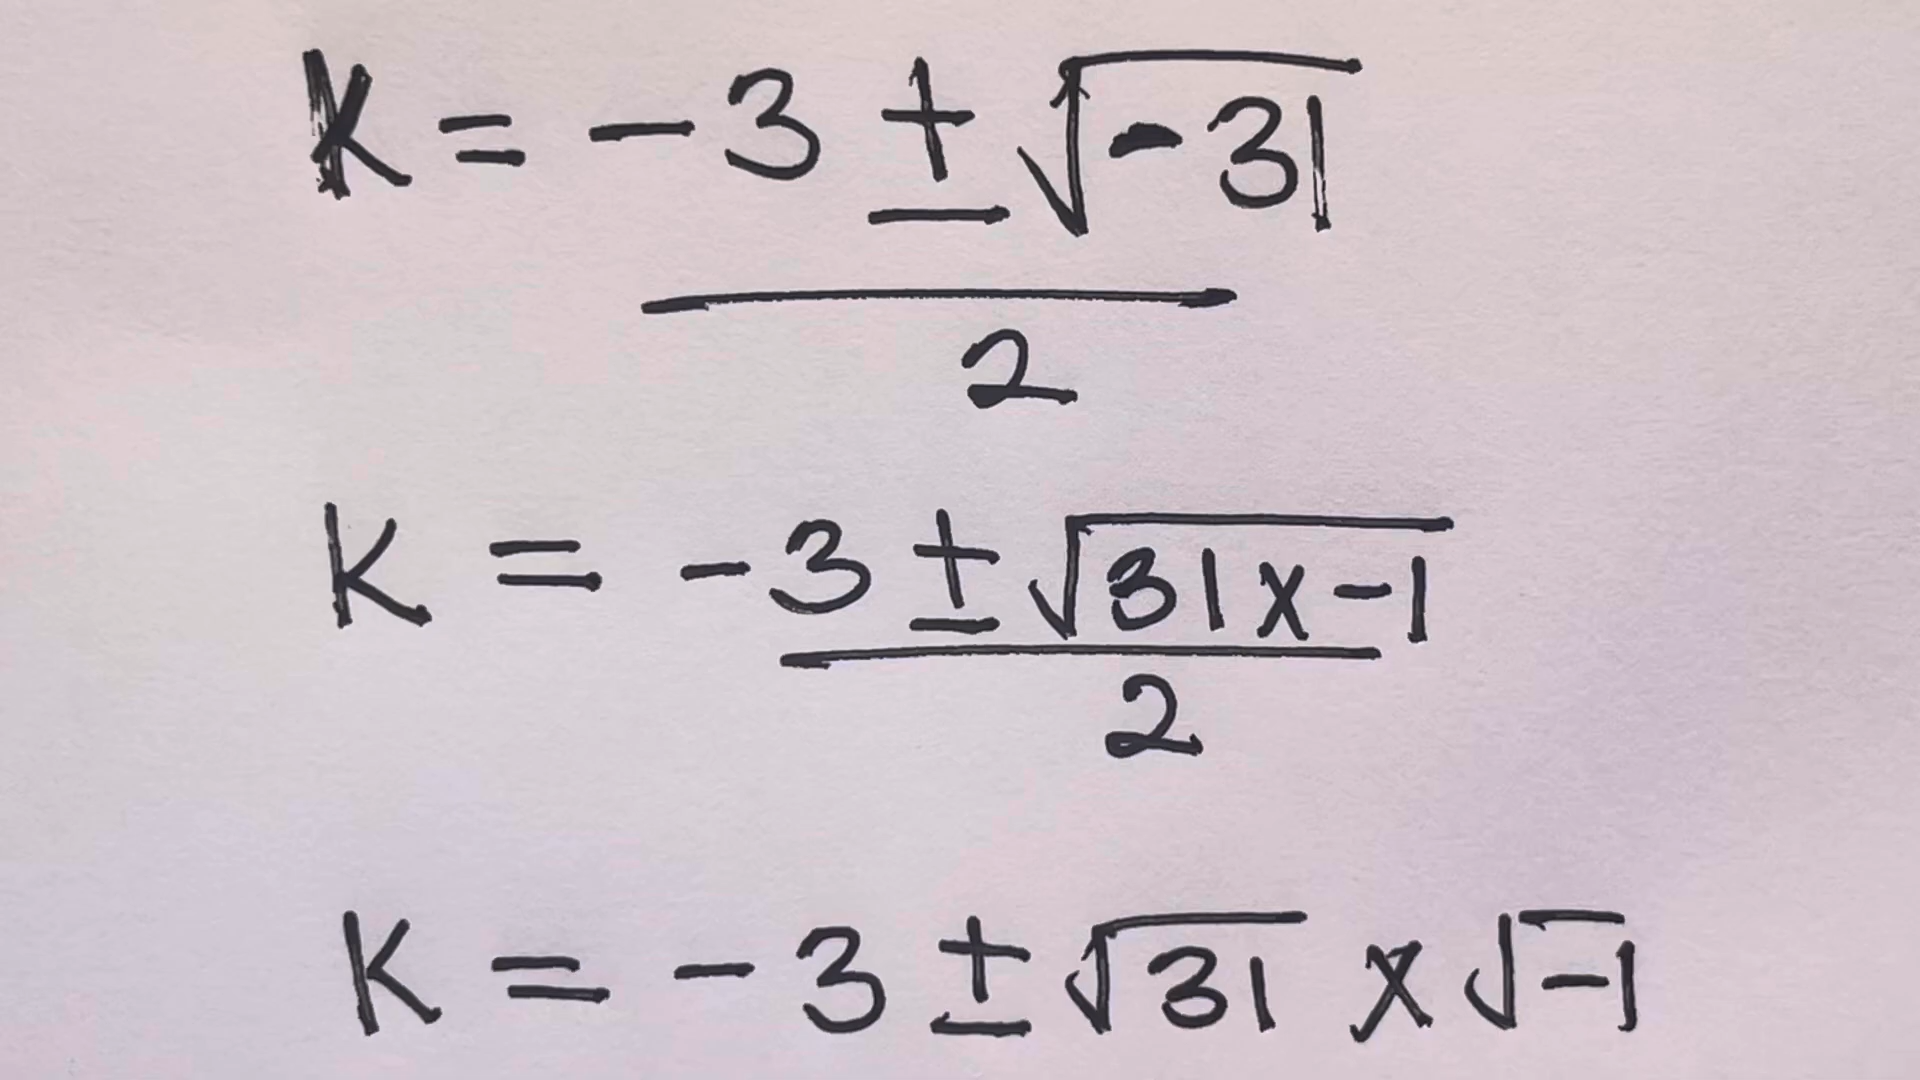 K = -3 ± √-31
2
K = -3 ± √31 x -1
2
K = -3 ± √31 x √-1